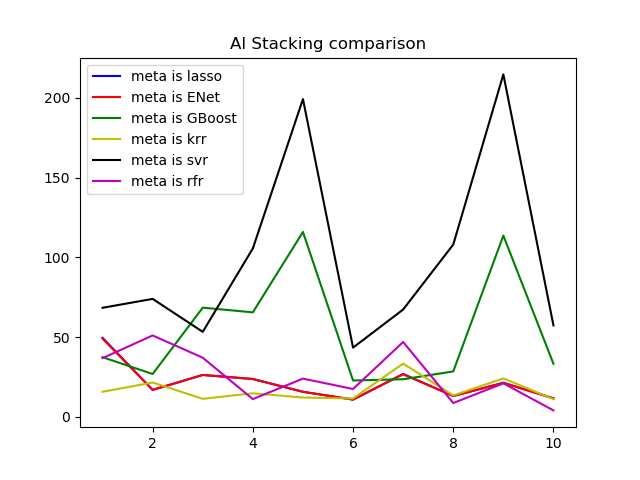 Al Stacking comparison
meta is lasso
meta is ENet
meta is GBoost
meta is krr
meta is svr
meta is rfr
200
150
100
50
0
2 4 6 8 10